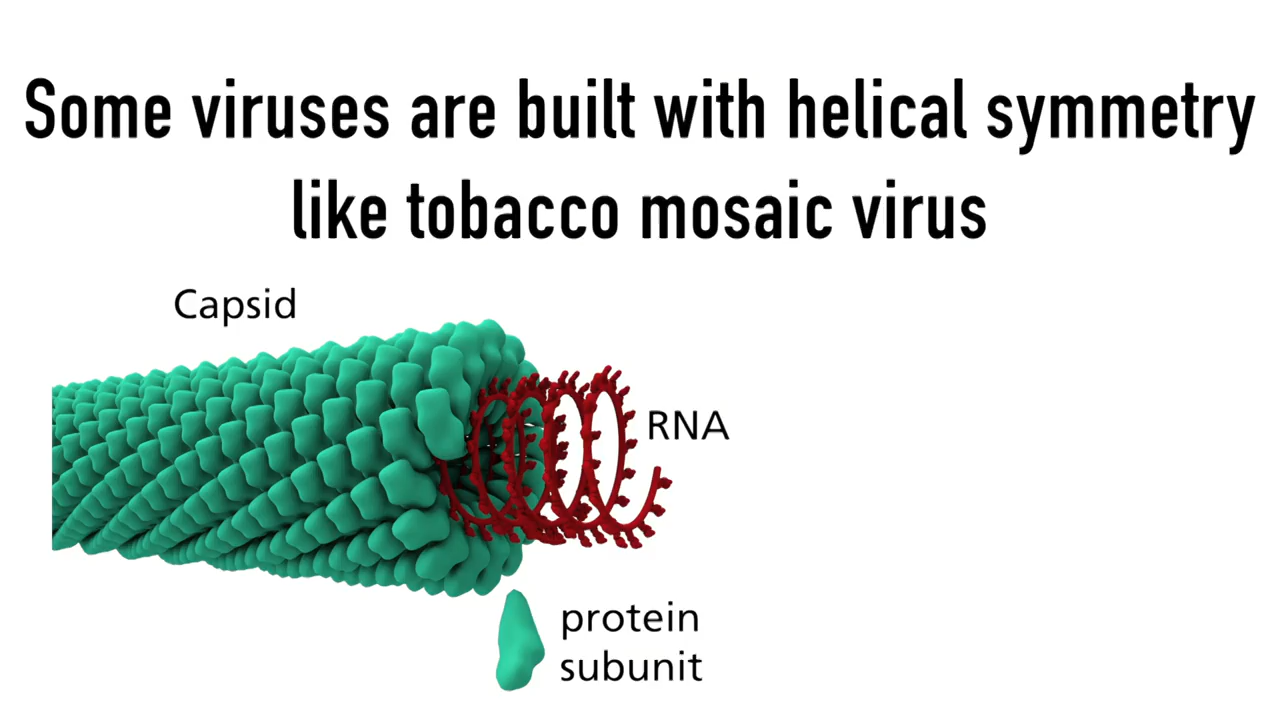 Some viruses are built with helical symmetry
like tobacco mosaic virus
Capsid
RNA
protein
subunit